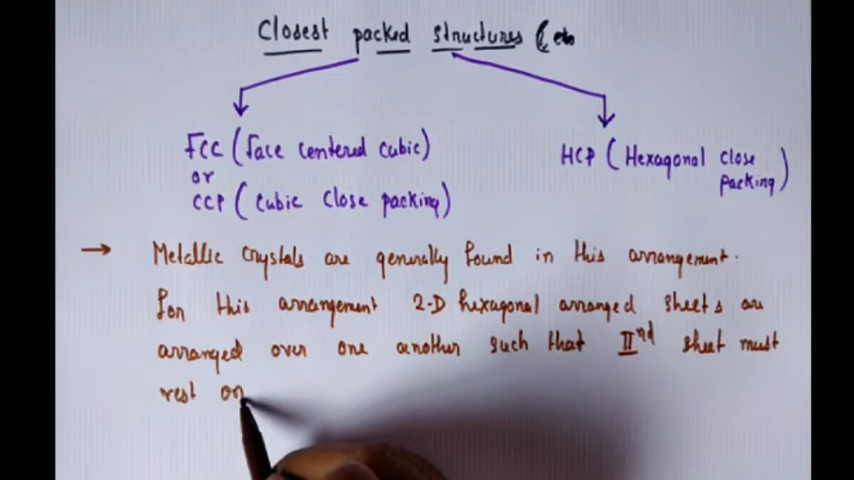 Closest packed structures (
FCC (face centered cubic)
or
CCP (Cubic Close packing)
HCP (Hexagonal close packing)
→ Metallic crystals are generally found in this arrangement.
for this arrangement 2-D hexagonal arranged sheets are
arranged over one another such that IInd sheet must
rest on